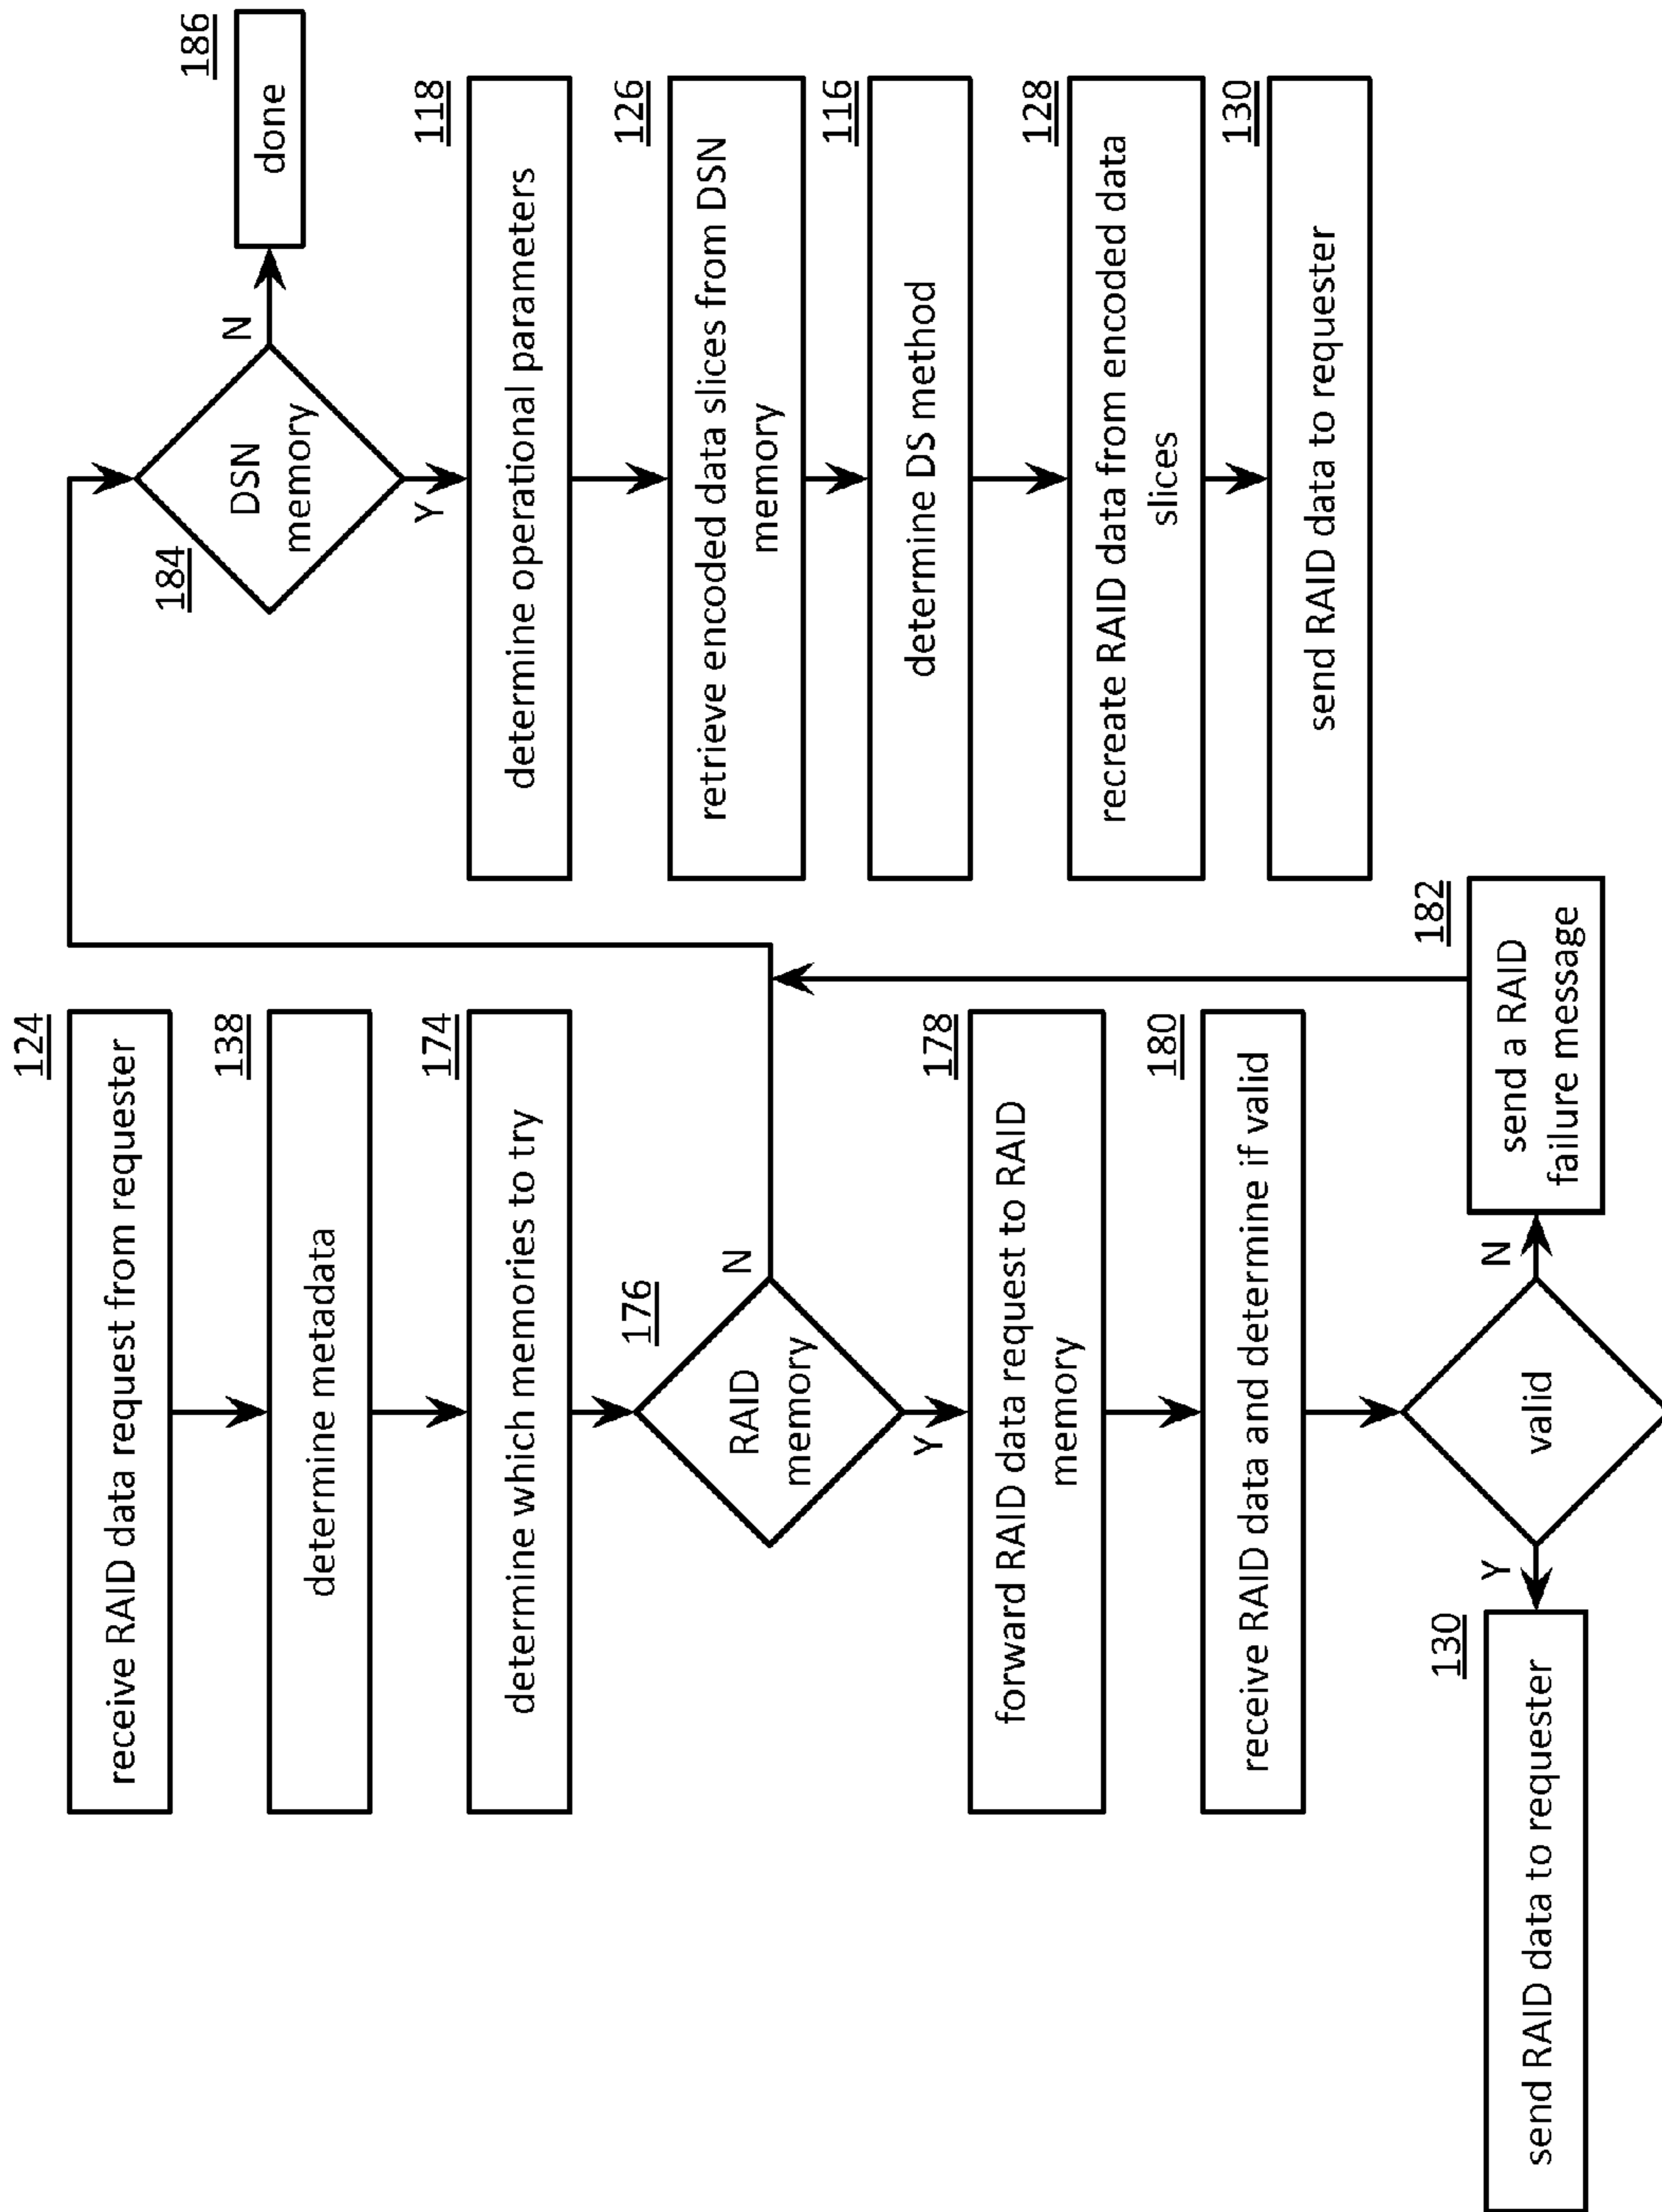 124
receive RAID data request from requester
138
determine metadata
174
determine which memories to try
176
RAID
memory
N
Y
178
forward RAID data request to RAID
memory
180
receive RAID data and determine if valid
valid
Y
N
130
send RAID data to requester
182
send a RAID
failure message
184
DSN
memory
N
Y
186
done
118
determine operational parameters
126
retrieve encoded data slices from DSN
memory
116
determine DS method
128
recreate RAID data from encoded data
slices
130
send RAID data to requester